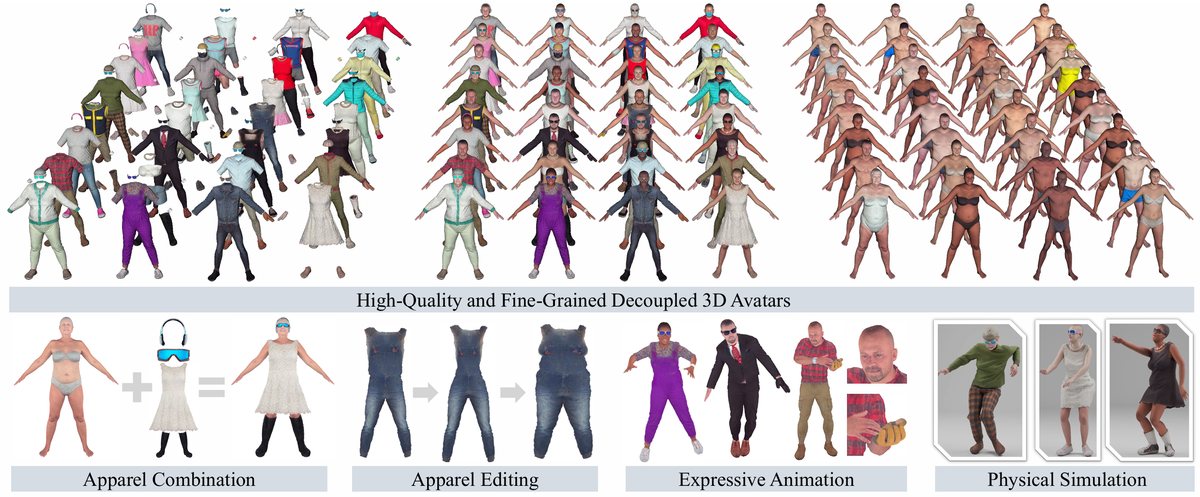 High-Quality and Fine-Grained Decoupled 3D Avatars
Apparel Combination
Apparel Editing
Expressive Animation
Physical Simulation